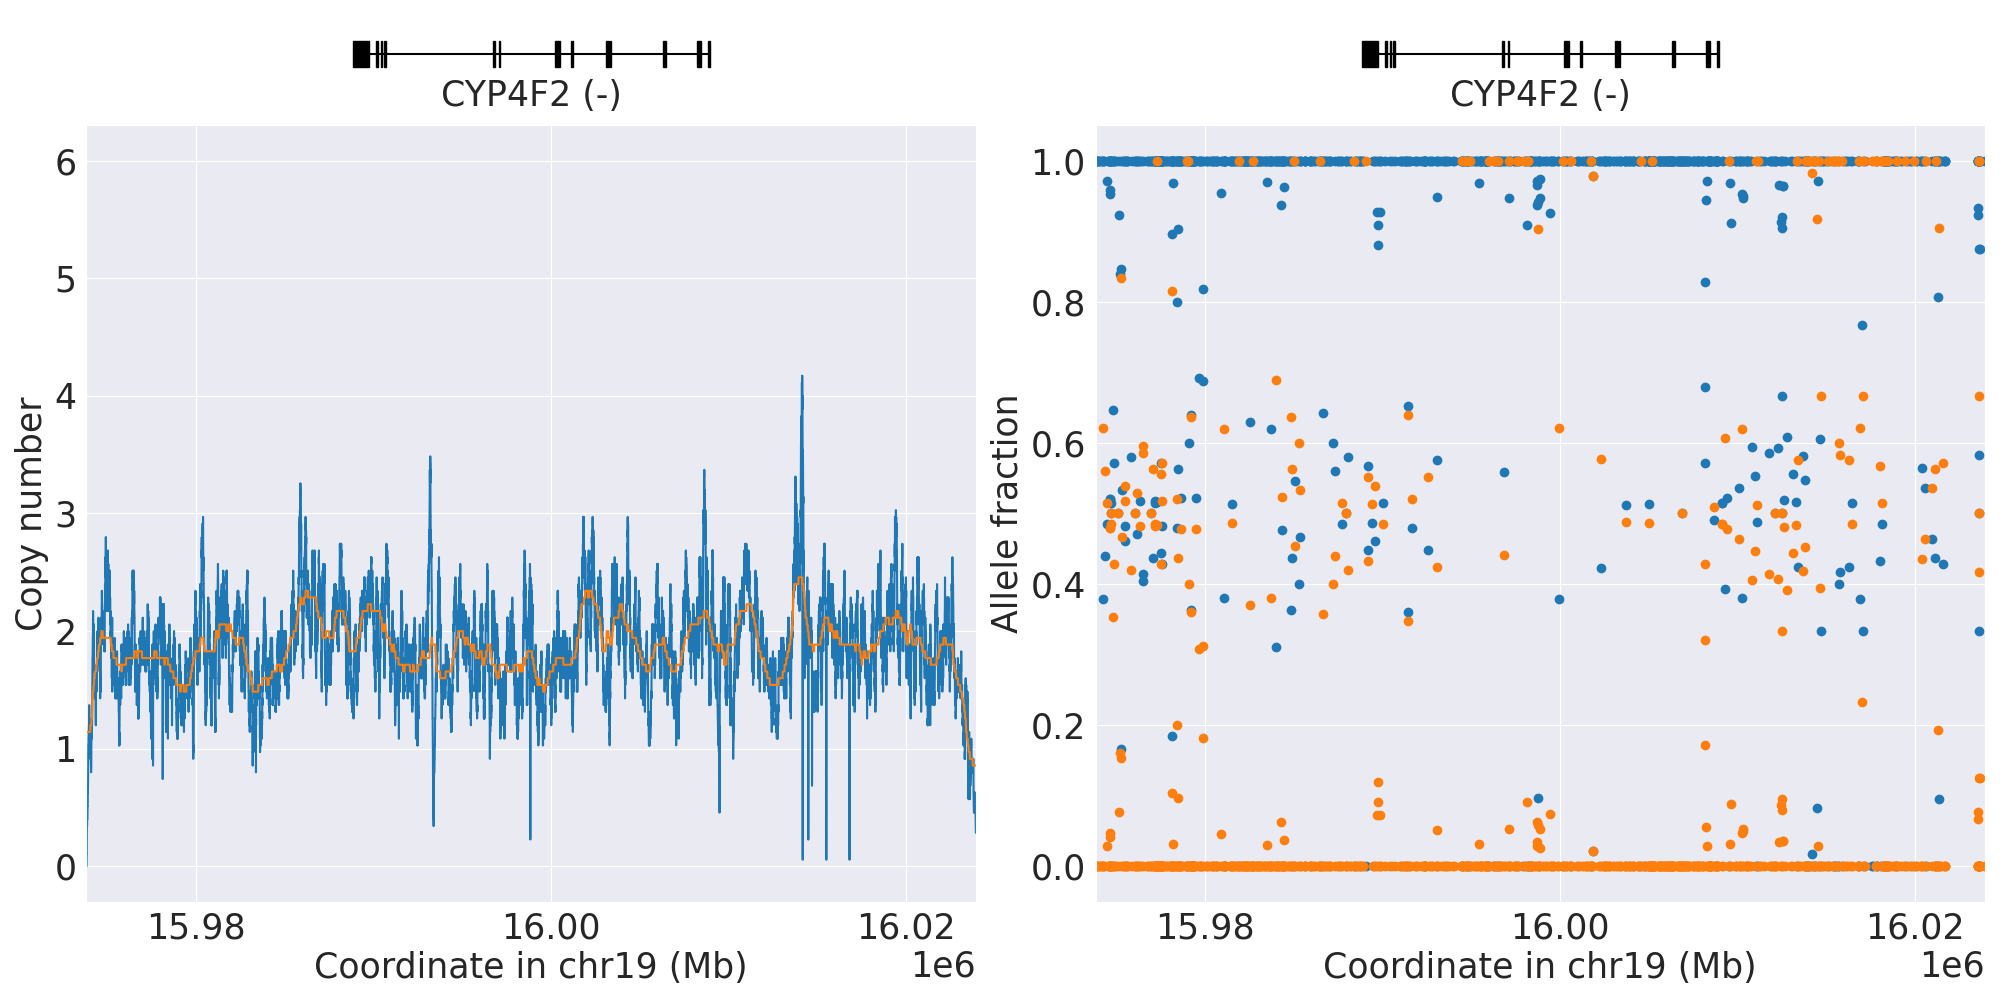 CYP4F2 (-)
6
5
4
3
2
1
0
Copy number
15.98
16.00
16.02
Coordinate in chr19 (Mb)
1e6
CYP4F2 (-)
1.0
0.8
0.6
0.4
0.2
0.0
Allele fraction
15.98
16.00
16.02
Coordinate in chr19 (Mb)
1e6